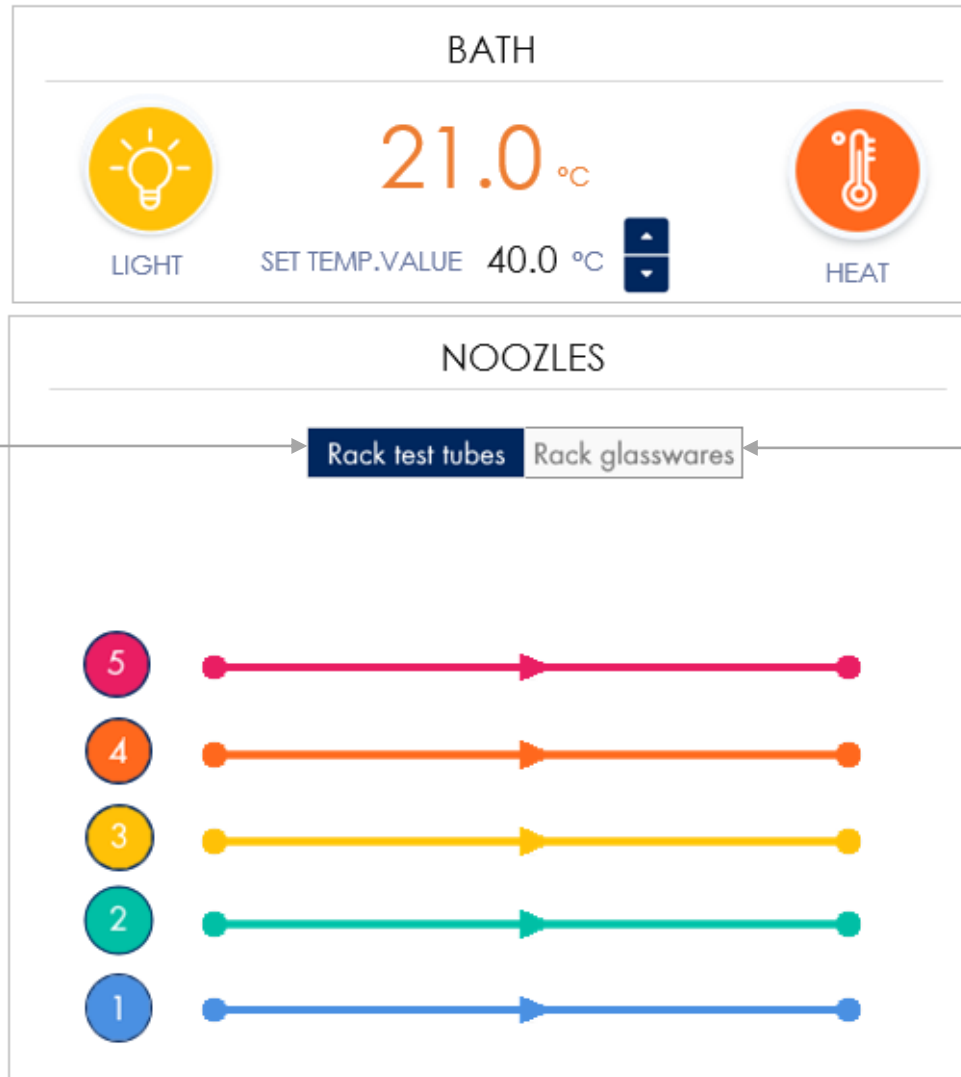 BATH
21.0 °C
LIGHT
SET TEMP.VALUE 40.0 °C
HEAT
NOOZLES
Rack test tubes Rack glasswares
5
4
3
2
1